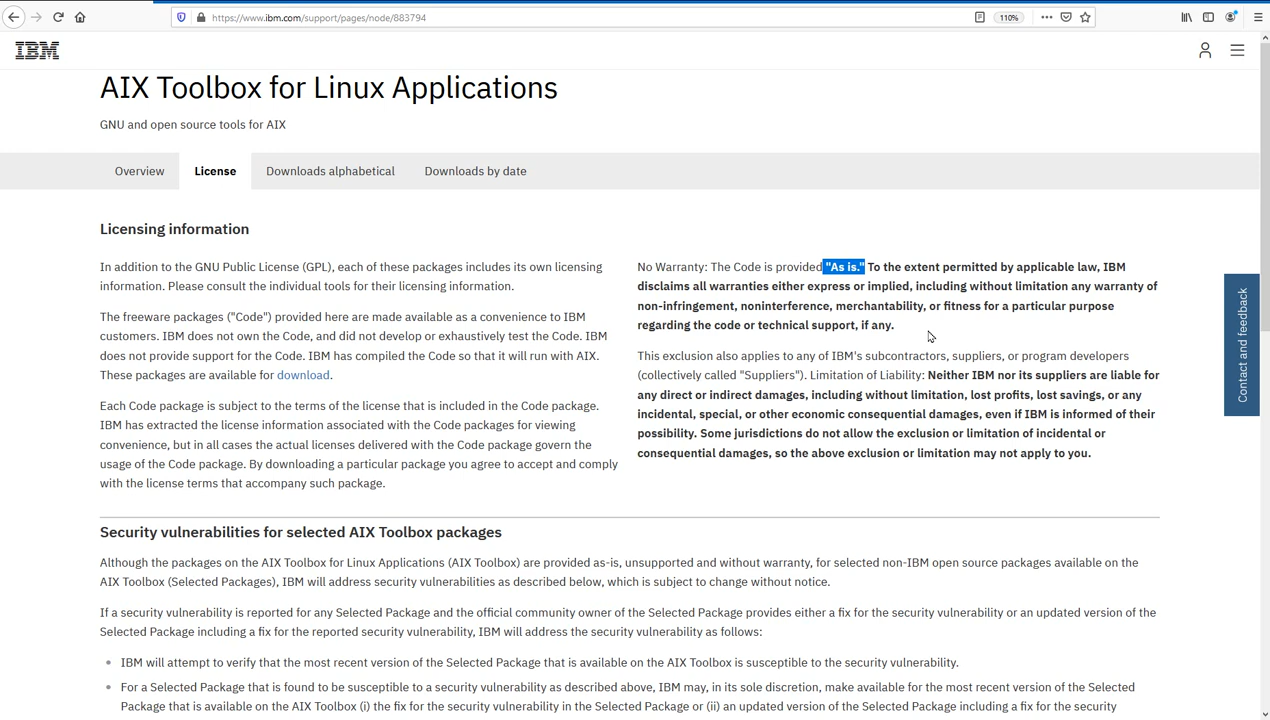 https://www.ibm.com/support/pages/node/883794
110%
IBM
AIX Toolbox for Linux Applications
GNU and open source tools for AIX
Overview
License
Downloads alphabetical
Downloads by date
Licensing information
In addition to the GNU Public License (GPL), each of these packages includes its own licensing
information. Please consult the individual tools for their licensing information.
The freeware packages ("Code") provided here are made available as a convenience to IBM
customers. IBM does not own the Code, and did not develop or exhaustively test the Code. IBM
does not provide support for the Code. IBM has compiled the Code so that it will run with AIX.
These packages are available for download.
Each Code package is subject to the terms of the license that is included in the Code package.
IBM has extracted the license information associated with the Code packages for viewing
convenience, but in all cases the actual licenses delivered with the Code package govern the
usage of the Code package. By downloading a particular package you agree to accept and comply
with the license terms that accompany such package.
No Warranty: The Code is provided "As is." To the extent permitted by applicable law, IBM
disclaims all warranties either express or implied, including without limitation any warranty of
non-infringement, noninterference, merchantability, or fitness for a particular purpose
regarding the code or technical support, if any.
This exclusion also applies to any of IBM's subcontractors, suppliers, or program developers
(collectively called "Suppliers"). Limitation of Liability: Neither IBM nor its suppliers are liable for
any direct or indirect damages, including without limitation, lost profits, lost savings, or any
incidental, special, or other economic consequential damages, even if IBM is informed of their
possibility. Some jurisdictions do not allow the exclusion or limitation of incidental or
consequential damages, so the above exclusion or limitation may not apply to you.
Contact and feedback
Security vulnerabilities for selected AIX Toolbox packages
Although the packages on the AIX Toolbox for Linux Applications (AIX Toolbox) are provided as-is, unsupported and without warranty, for selected non-IBM open source packages available on the
AIX Toolbox (Selected Packages), IBM will address security vulnerabilities as described below, which is subject to change without notice.
If a security vulnerability is reported for any Selected Package and the official community owner of the Selected Package provides either a fix for the security vulnerability or an updated version of the
Selected Package including a fix for the reported security vulnerability, IBM will address the security vulnerability as follows:
• IBM will attempt to verify that the most recent version of the Selected Package that is available on the AIX Toolbox is susceptible to the security vulnerability.
• For a Selected Package that is found to be susceptible to a security vulnerability as described above, IBM may, in its sole discretion, make available for the most recent version of the Selected
Package that is available on the AIX Toolbox (i) the fix for the security vulnerability in the Selected Package or (ii) an updated version of the Selected Package including a fix for the security